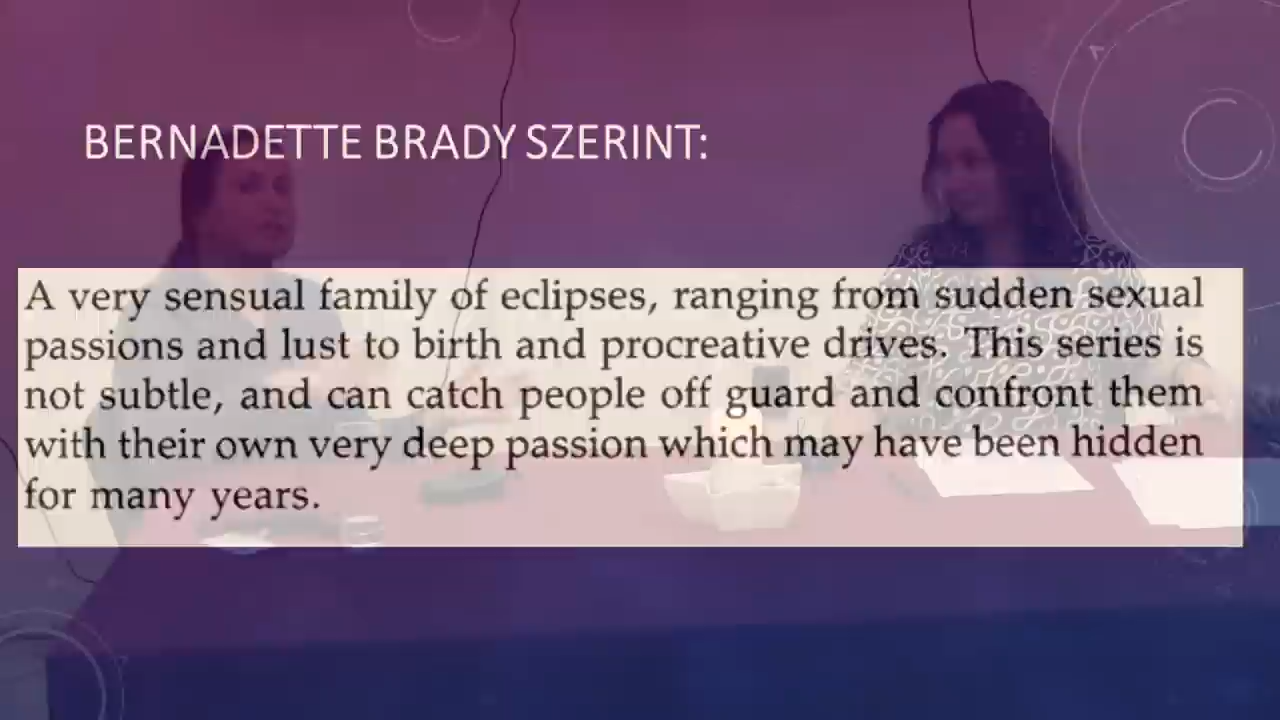 BERNADETTE BRADY SZERINT:
A very sensual family of eclipses, ranging from sudden sexual
passions and lust to birth and procreative drives. This series is
not subtle, and can catch people off guard and confront them
with their own very deep passion which may have been hidden
for many years.